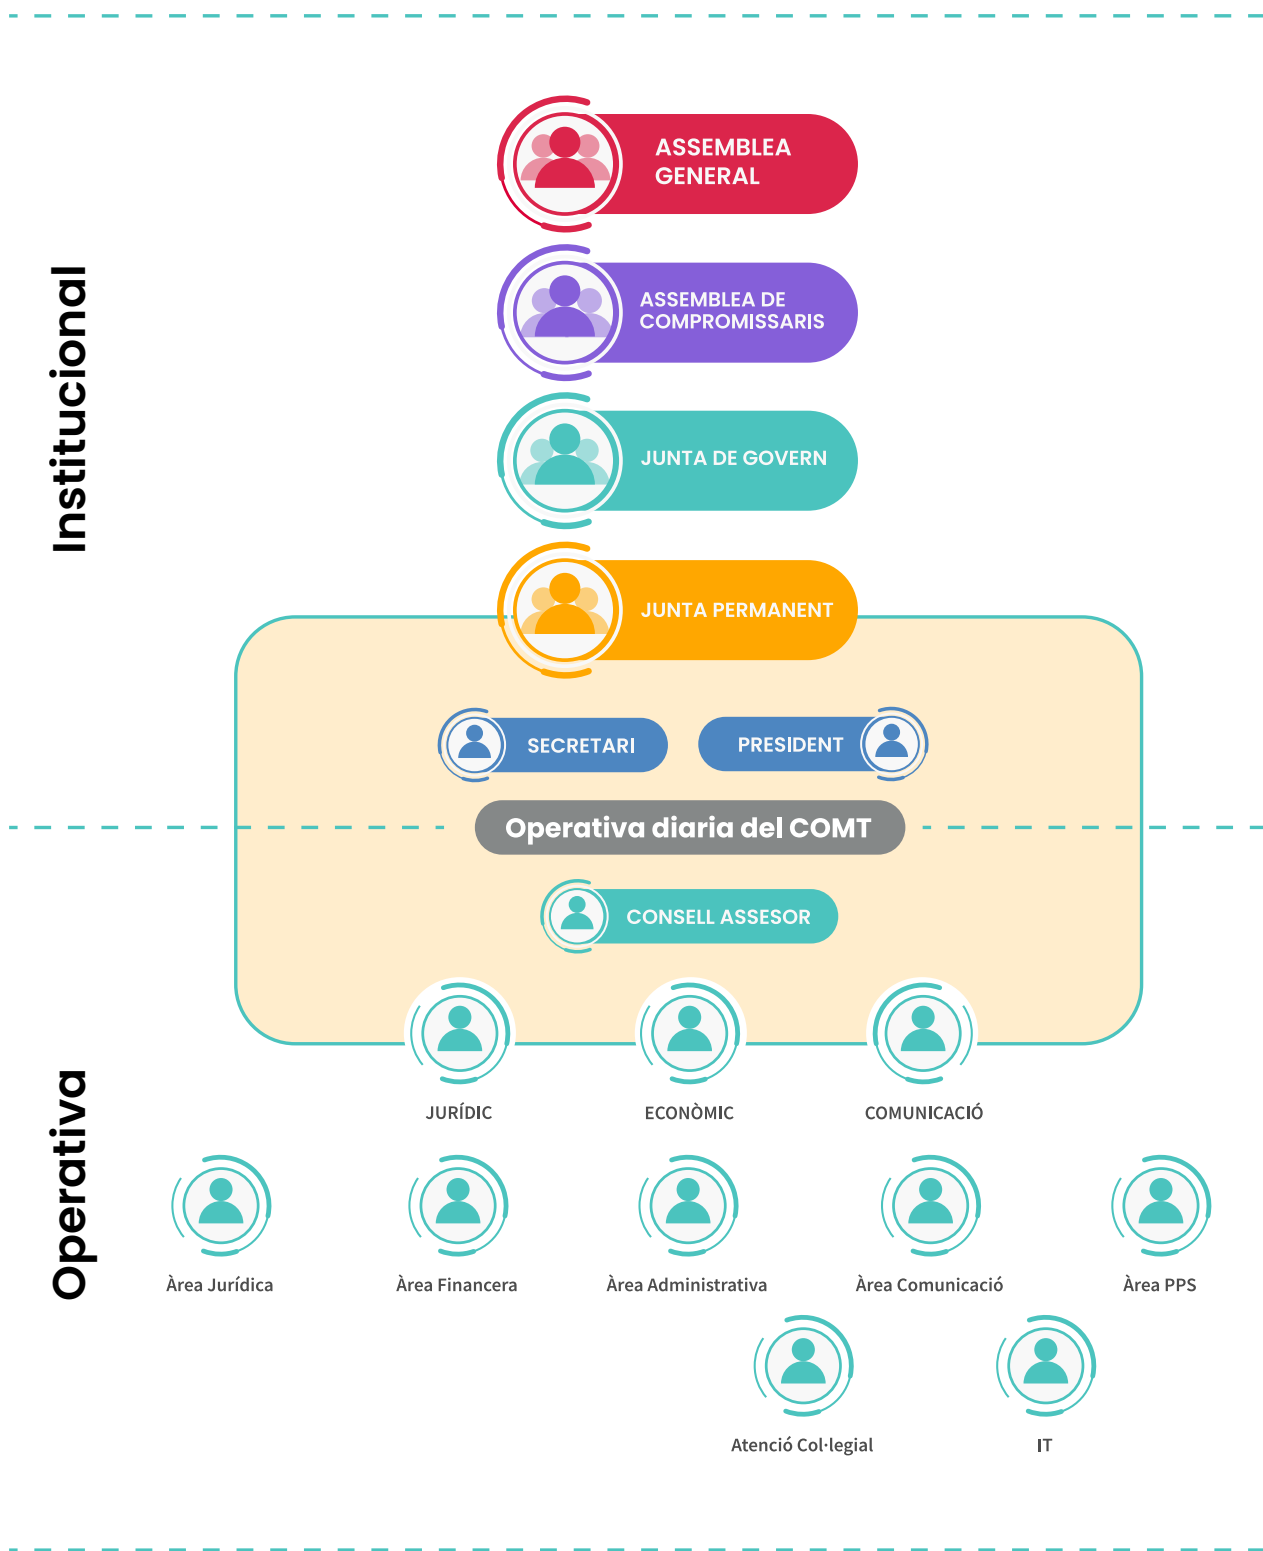 Institucional
ASSEMBLEA
GENERAL
ASSEMBLEA DE
COMPROMISSARIS
JUNTA DE GOVERN
JUNTA PERMANENT
SECRETARI
PRESIDENT
Operativa diaria del COMT
CONSELL ASSESOR
Operativa
JURÍDIC
ECONÒMIC
COMUNICACIÓ
Àrea Jurídica
Àrea Financera
Àrea Administrativa
Àrea Comunicació
Àrea PPS
Atenció Col·legial
IT